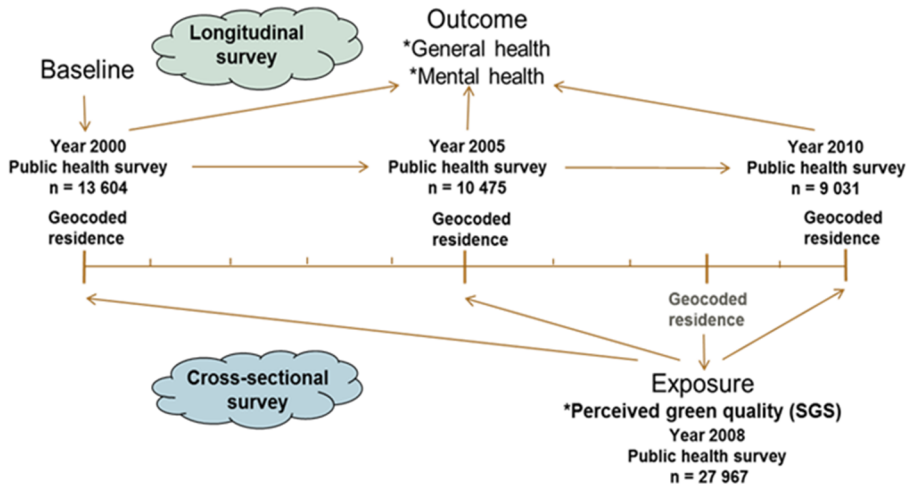 Longitudinal
survey
Outcome
*General health
*Mental health
Baseline
Year 2000
Public health survey
n = 13 604
Year 2005
Public health survey
n = 10 475
Year 2010
Public health survey
n = 9 031
Geocoded
residence
Geocoded
residence
Geocoded
residence
Geocoded
residence
Cross-sectional
survey
Exposure
*Perceived green quality (SGS)
Year 2008
Public health survey
n = 27 967